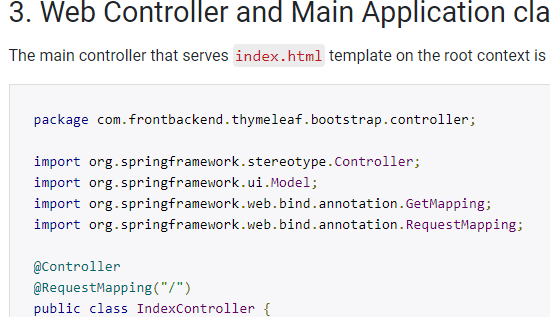 3. Web Controller and Main Application cla
The main controller that serves index.html template on the root context is
package com.frontbackend.thymeleaf.bootstrap.controller;
import org.springframework.stereotype.Controller;
import org.springframework.ui.Model;
import org.springframework.web.bind.annotation.GetMapping;
import org.springframework.web.bind.annotation.RequestMapping;
@Controller
@RequestMapping("/")
public class IndexController {